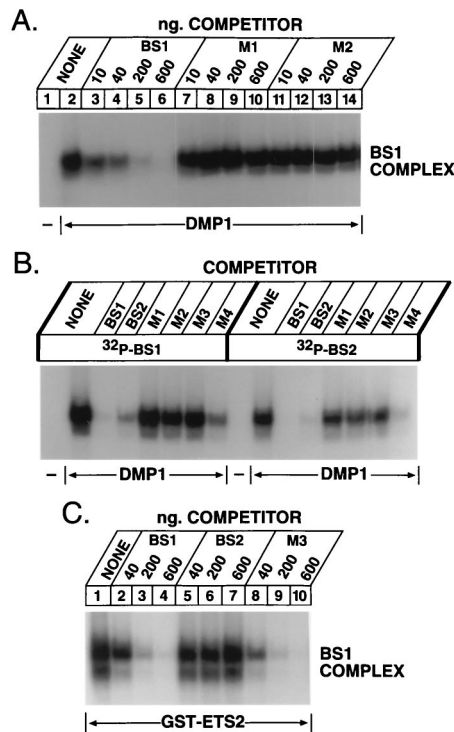 A.
ng. COMPETITOR
NONE BS1 M1 M2
10 40 200 600 10 40 200 600 10 40 200 600
1 2 3 4 5 6 7 8 9 10 11 12 13 14
BS1
COMPLEX
– DMP1
B.
COMPETITOR
NONE BS1 BS2 M1 M2 M3 M4 NONE BS1 BS2 M1 M2 M3 M4
32P-BS1 32P-BS2
– DMP1 – DMP1
C.
ng. COMPETITOR
NONE BS1 BS2 M3
40 200 600 40 200 600 40 200 600
1 2 3 4 5 6 7 8 9 10
BS1
COMPLEX
GST-ETS2